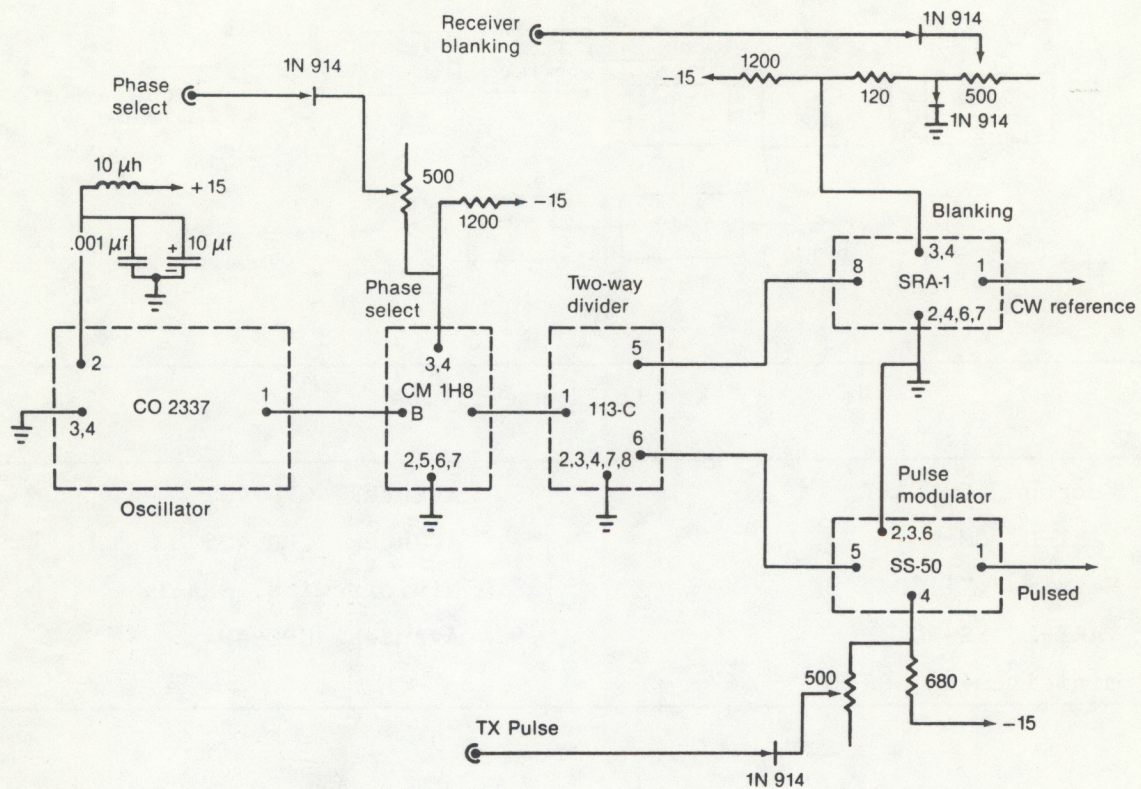 Receiver
blanking
1N 914
Phase
select
1N 914
−15
1200
120
500
1N 914
10 µh
+ 15
500
−15
1200
.001 µf
+
10 µf
−
Blanking
Phase
select
Two-way
divider
3,4
8
1
SRA-1
CW reference
2,4,6,7
2
3,4
5
CO 2337
1
CM 1H8
B
1
113-C
3,4
6
2,5,6,7
2,3,4,7,8
Oscillator
Pulse
modulator
2,3.6
5
1
SS-50
Pulsed
4
500
680
−15
TX Pulse
1N 914